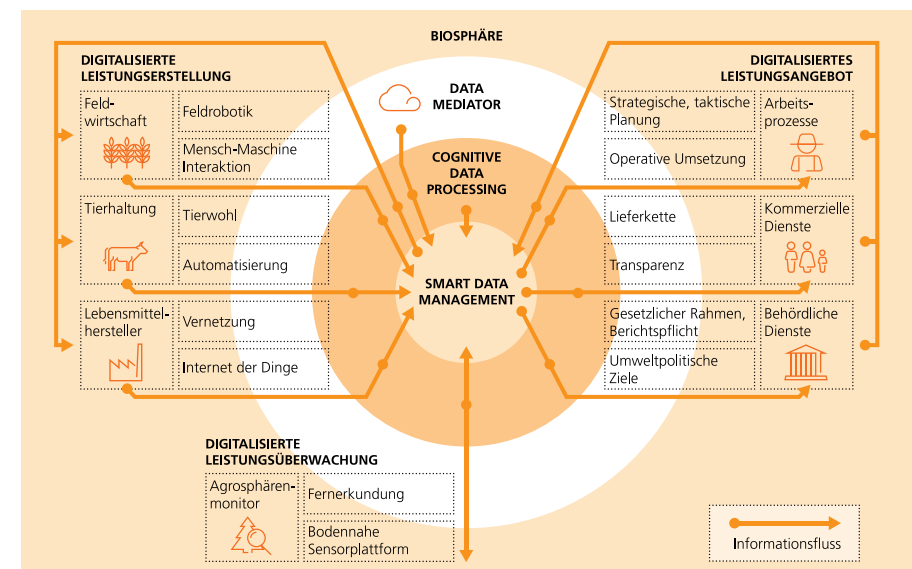 BIOSPHÄRE
DIGITALISIERTE
LEISTUNGSERSTELLUNG
Feld-
wirtschaft
Feldrobotik
Mensch-Maschine
Interaktion
Tierhaltung
Tierwohl
Automatisierung
Lebensmittel-
hersteller
Vernetzung
Internet der Dinge
DATA
MEDIATOR
COGNITIVE
DATA
PROCESSING
SMART DATA
MANAGEMENT
DIGITALISIERTES
LEISTUNGSANGEBOT
Strategische, taktische
Planung
Operative Umsetzung
Arbeits-
prozesse
Lieferkette
Transparenz
Kommerzielle
Dienste
Gesetzlicher Rahmen,
Berichtspflicht
Umweltpolitische
Ziele
Behördliche
Dienste
DIGITALISIERTE
LEISTUNGSÜBERWACHUNG
Agrosphären-
monitor
Fernerkundung
Bodennahe
Sensorplattform
Informationsfluss